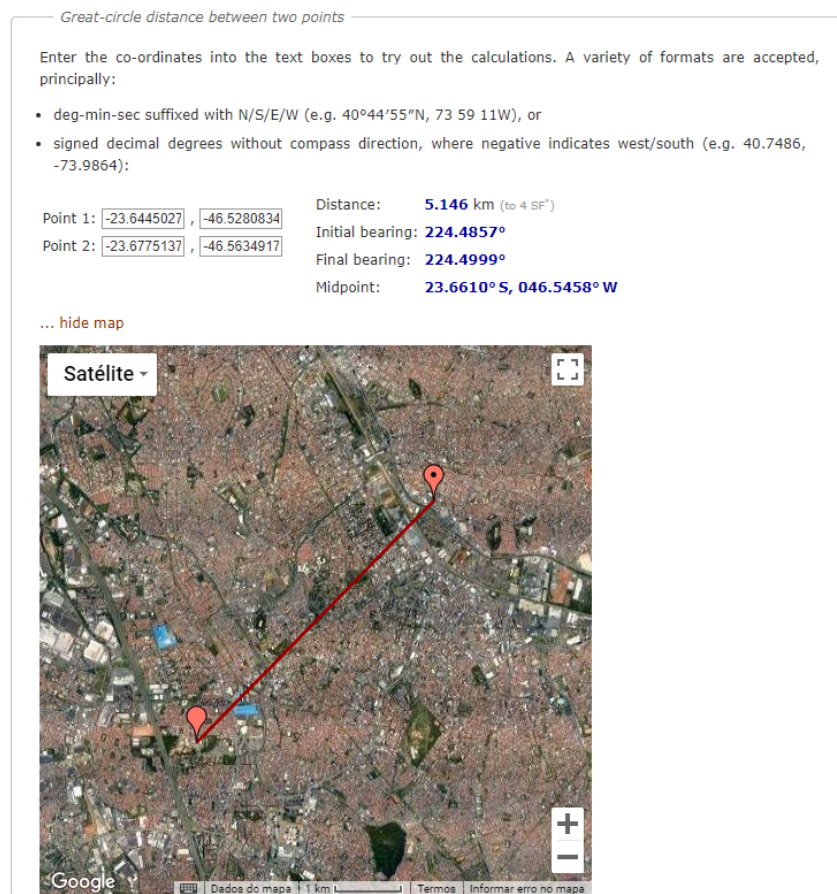 Great-circle distance between two points
Enter the co-ordinates into the text boxes to try out the calculations. A variety of formats are accepted,
principally:
• deg-min-sec suffixed with N/S/E/W (e.g. 40°44′55″N, 73 59 11W), or
• signed decimal degrees without compass direction, where negative indicates west/south (e.g. 40.7486,
-73.9864):
Point 1: -23.6445027 , -46.5280834
Point 2: -23.6775137 , -46.5634917
Distance: 5.146 km (to 4 SF*)
Initial bearing: 224.4857°
Final bearing: 224.4999°
Midpoint: 23.6610° S, 046.5458° W
... hide map
Satélite
Google
Dados do mapa 1 km Termos Informar erro no mapa